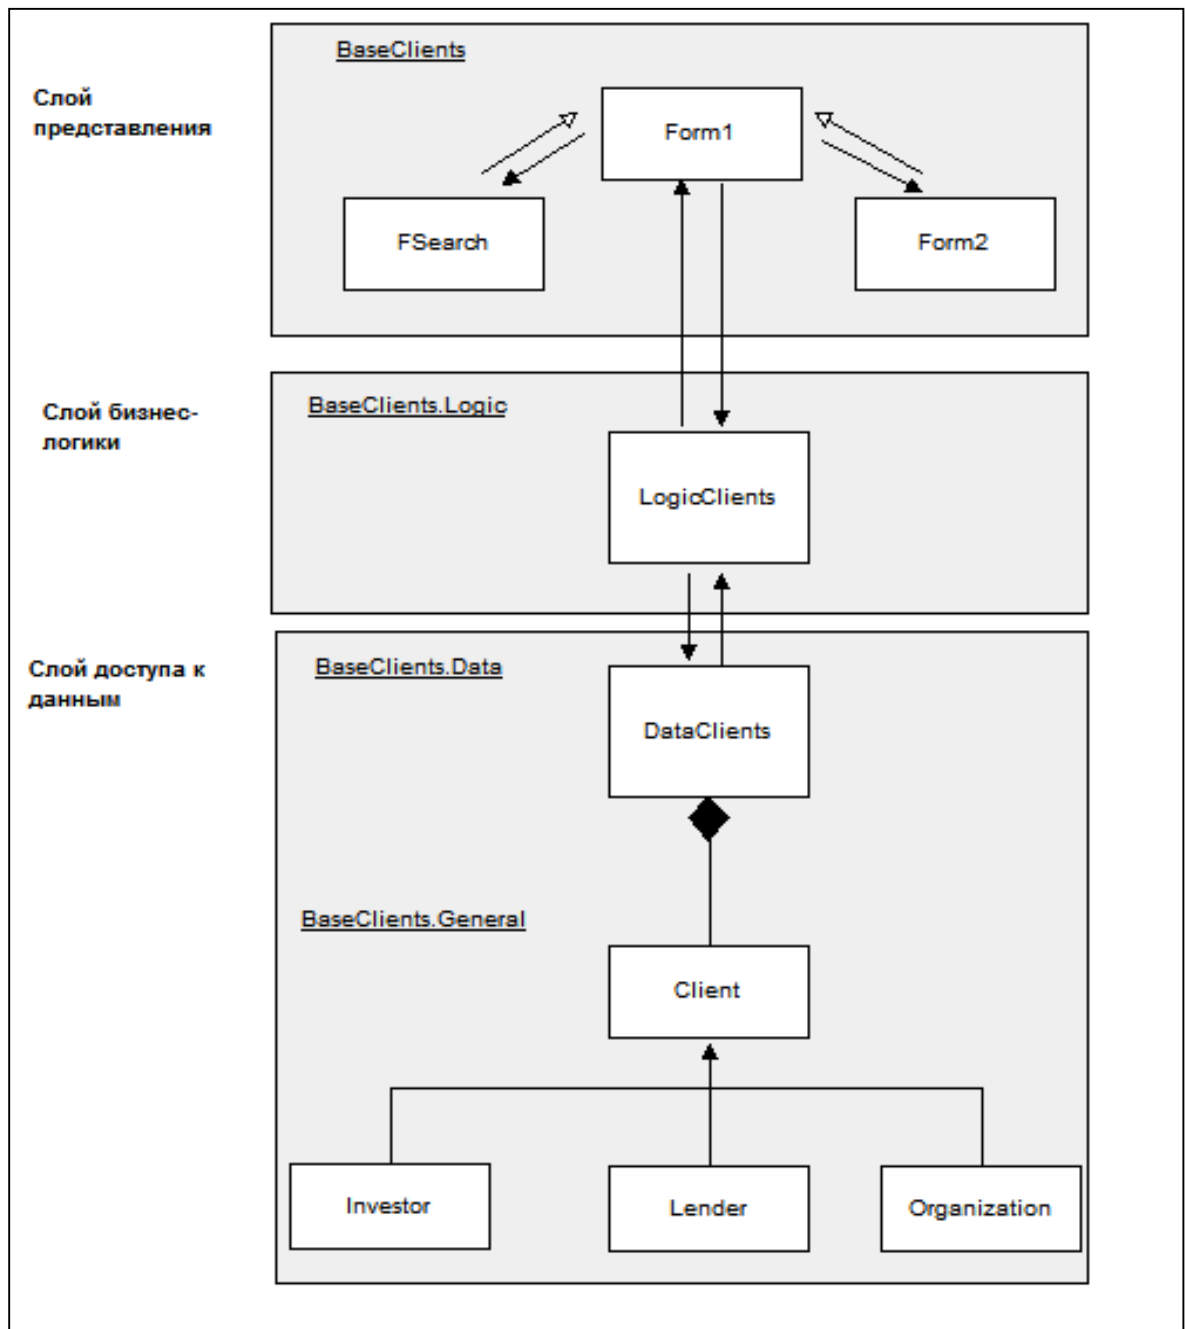 BaseClients
Слой
представления
Form1
FSearch
Form2
BaseClients.Logic
Слой бизнес-
логики
LogicClients
BaseClients.Data
Слой доступа к
данным
DataClients
BaseClients.General
Client
Investor
Lender
Organization